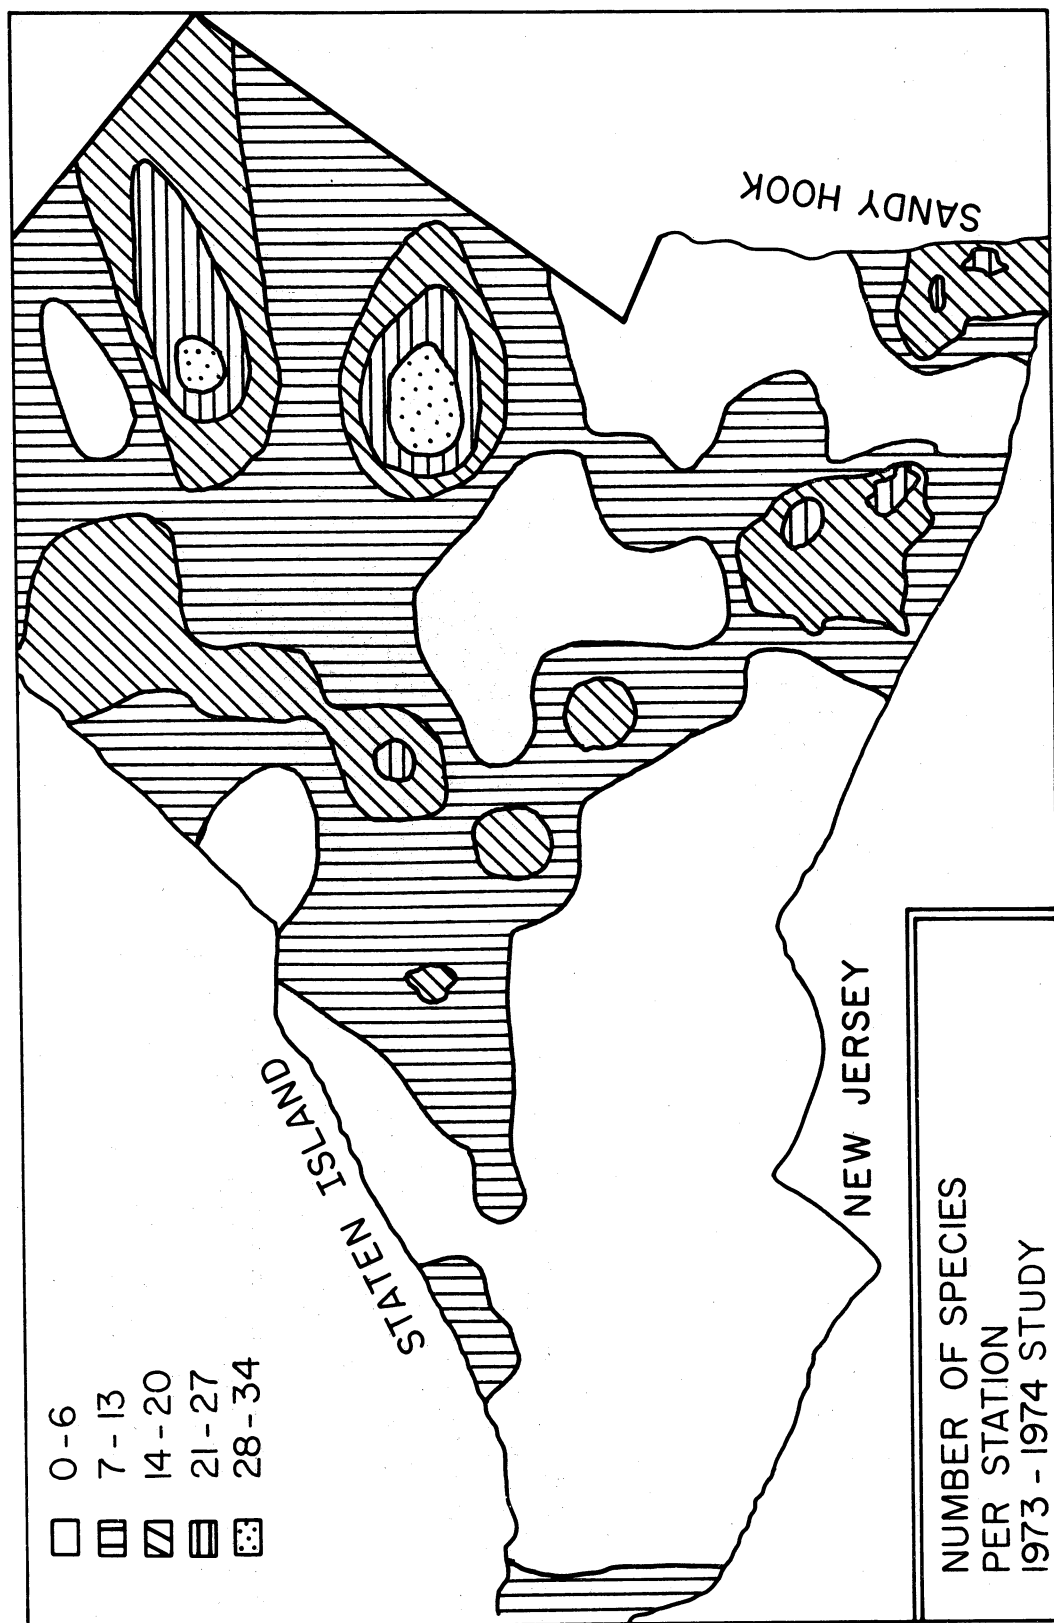 0-6
7-13
14-20
21-27
28-34
STATEN ISLAND
SANDY HOOK
NEW JERSEY
NUMBER OF SPECIES
PER STATION
1973-1974 STUDY